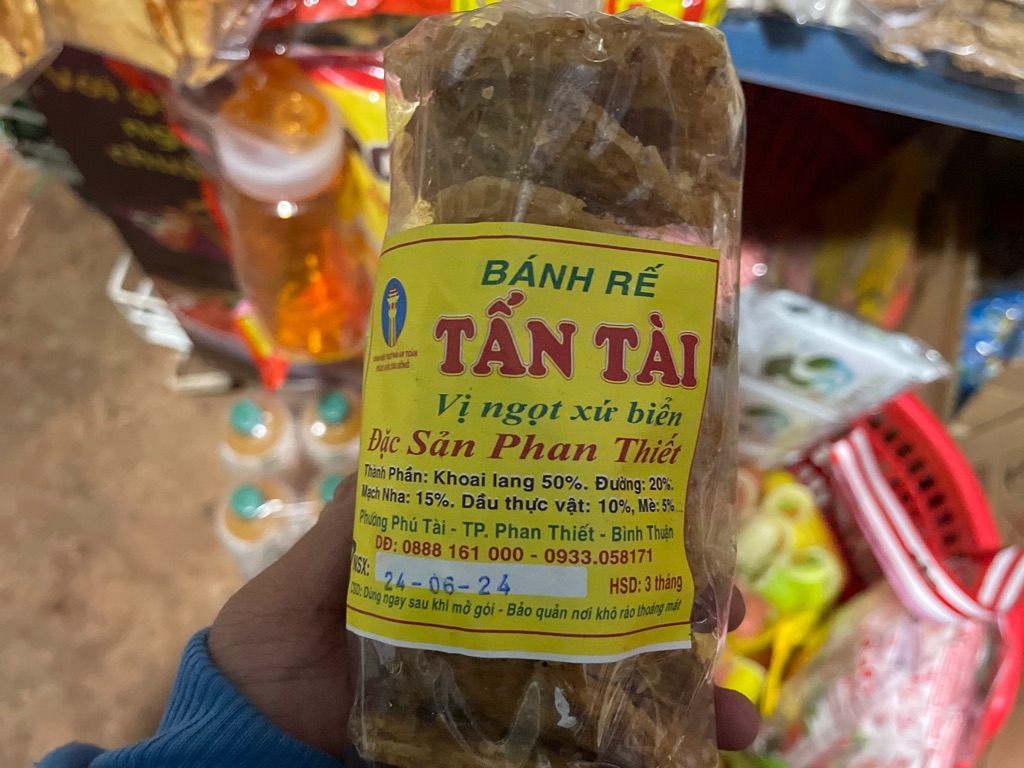 BÁNH RẾ
TẤN TÀI
Vị ngọt xứ biển
Đặc Sản Phan Thiết
Thành Phần: Khoai lang 50%. Đường: 20%.
Mạch Nha: 15%. Dầu thực vật: 10%, Mè: 5%
Phường Phú Tài - TP. Phan Thiết - Bình Thuận
DĐ: 0888 161 000 - 0933.058171
NSX: 24-06-24 HSD: 3 tháng
Dùng ngay sau khi mở gói - Bảo quản nơi khô ráo thoáng mát